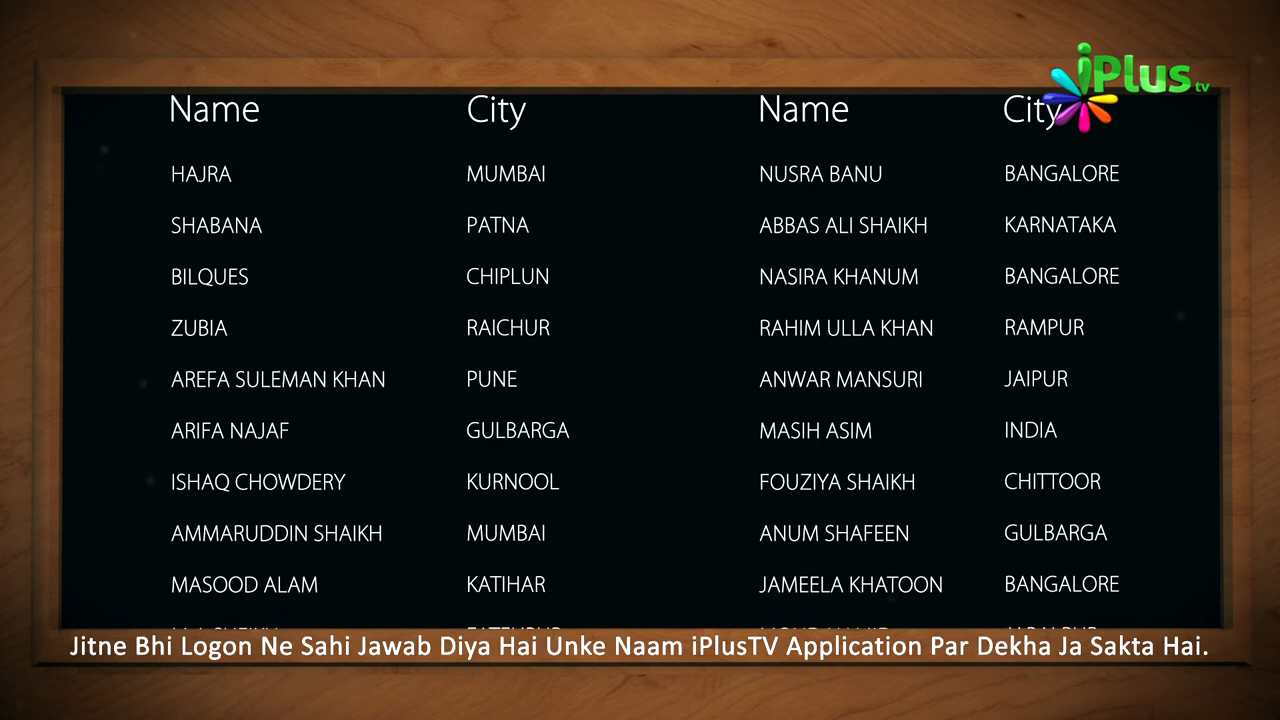 iPlus tv
Name City Name City
HAJRA MUMBAI NUSRA BANU BANGALORE
SHABANA PATNA ABBAS ALI SHAIKH KARNATAKA
BILQUES CHIPLUN NASIRA KHANUM BANGALORE
ZUBIA RAICHUR RAHIM ULLA KHAN RAMPUR
AREFA SULEMAN KHAN PUNE ANWAR MANSURI JAIPUR
ARIFA NAJAF GULBARGA MASIH ASIM INDIA
ISHAQ CHOWDERY KURNOOL FOUZIYA SHAIKH CHITTOOR
AMMARUDDIN SHAIKH MUMBAI ANUM SHAFEEN GULBARGA
MASOOD ALAM KATIHAR JAMEELA KHATOON BANGALORE
Jitne Bhi Logon Ne Sahi Jawab Diya Hai Unke Naam iPlusTV Application Par Dekha Ja Sakta Hai.